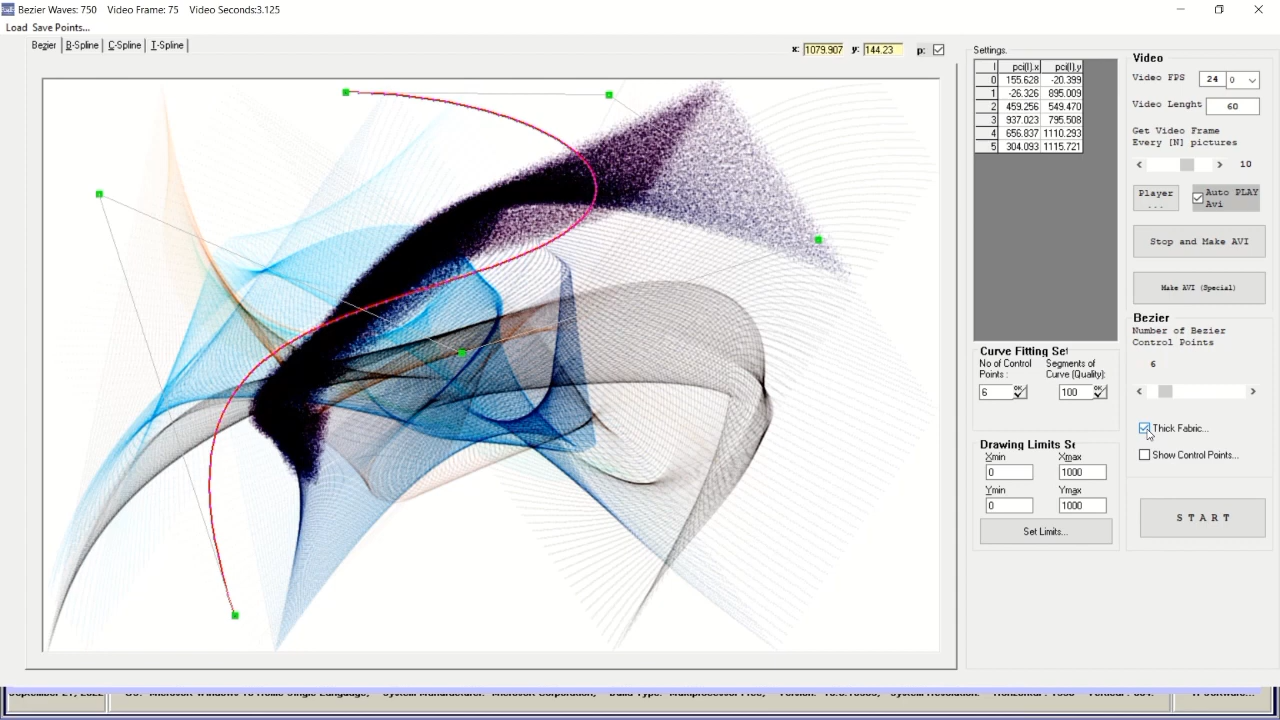 Bezier Waves: 750 Video Frame: 75 Video Seconds:3.125
Load Save Points...
Bezier B-Spline C-Spline T-Spline
x: 1079.907 y: 144.23 p:
Settings.
I pci(I).x pci(I).y
0 155.628 -20.399
1 -26.326 895.009
2 459.256 549.470
3 937.023 795.508
4 656.837 1110.293
5 304.093 1115.721
Curve Fitting Set
No of Control Points :
Segments of Curve (Quality):
6 OK 100 OK
Drawing Limits Se
Xmin Xmax
0 1000
Ymin Ymax
0 1000
Set Limits...
Video
Video FPS 24 0
Video Lenght 60
Get Video Frame
Every [N] pictures
10
Player ...
Auto PLAY Avi
Stop and Make AVI
Make AVI (Special)
Bezier
Number of Bezier
Control Points
6
Thick Fabric...
Show Control Points...
S T A R T